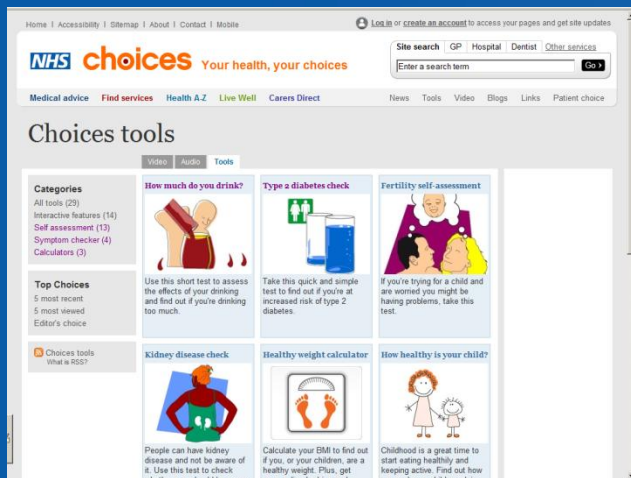 Home | Accessibility | Sitemap | About | Contact | Mobile
Log in or create an account to access your pages and get site updates
NHS choices Your health, your choices
Site search GP Hospital Dentist Other services
Enter a search term Go
Medical advice Find services Health A-Z Live Well Carers Direct
News Tools Video Blogs Links Patient choice
Choices tools
Video Audio Tools
Categories
All tools (29)
Interactive features (14)
Self assessment (13)
Symptom checker (4)
Calculators (3)
Top Choices
5 most recent
5 most viewed
Editor's choice
Choices tools
What is RSS?
How much do you drink?
Use this short test to assess
the effects of your drinking
and find out if you're drinking
too much.
Type 2 diabetes check
Take this quick and simple
test to find out if you're at
increased risk of type 2
diabetes.
Fertility self-assessment
If you're trying for a child and
are worried you might be
having problems, take this
test.
Kidney disease check
People can have kidney
disease and not be aware of
it. Use this test to check
Healthy weight calculator
Calculate your BMI to find out
if you, or your children, are a
healthy weight. Plus, get
How healthy is your child?
Childhood is a great time to
start eating healthily and
keeping active. Find out how